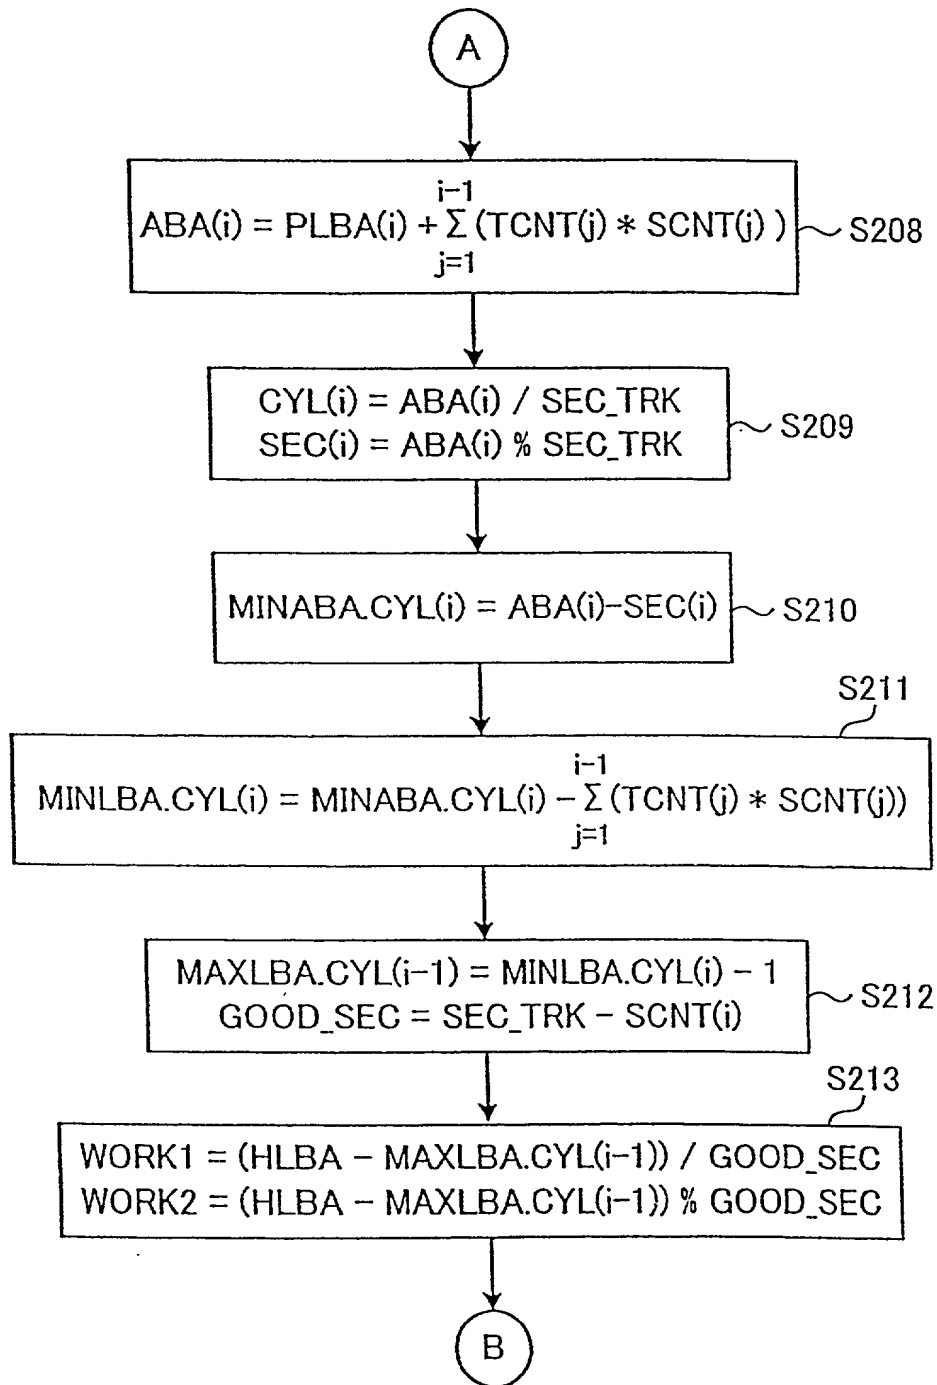 A
i-1
ABA(i) = PLBA(i) + Σ (TCNT(j) * SCNT(j) )
j=1
S208
CYL(i) = ABA(i) / SEC_TRK
SEC(i) = ABA(i) % SEC_TRK
S209
MINABA.CYL(i) = ABA(i)-SEC(i)
S210
S211
i-1
MINLBA.CYL(i) = MINABA.CYL(i) - Σ (TCNT(j) * SCNT(j))
j=1
MAXLBA.CYL(i-1) = MINLBA.CYL(i) - 1
GOOD_SEC = SEC_TRK - SCNT(i)
S212
S213
WORK1 = (HLBA - MAXLBA.CYL(i-1)) / GOOD_SEC
WORK2 = (HLBA - MAXLBA.CYL(i-1)) % GOOD_SEC
B